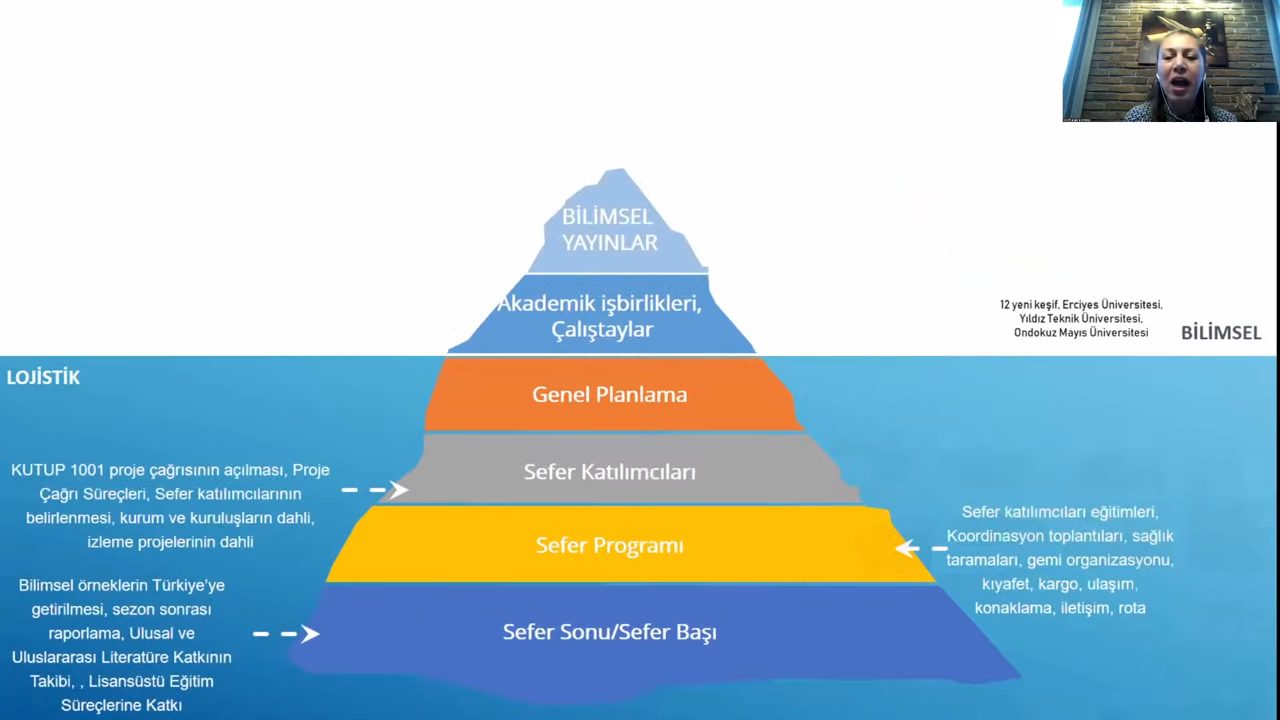 BİLİMSEL
YAYINLAR
Akademik işbirlikleri,
Çalıştaylar
12 yeni keşif, Erciyes Üniversitesi,
Yıldız Teknik Üniversitesi,
Ondokuz Mayıs Üniversitesi
BİLİMSEL
LOJİSTİK
Genel Planlama
KUTUP 1001 proje çağrısının açılması, Proje
Çağrı Süreçleri, Sefer katılımcılarının
belirlenmesi, kurum ve kuruluşların dahli,
izleme projelerinin dahli
Sefer Katılımcıları
Sefer Programı
Sefer katılımcıları eğitimleri,
Koordinasyon toplantıları, sağlık
taramaları, gemi organizasyonu,
kıyafet, kargo, ulaşım,
konaklama, iletişim, rota
Bilimsel örneklerin Türkiye'ye
getirilmesi, sezon sonrası
raporlama, Ulusal ve
Uluslararası Literatüre Katkının
Takibi, , Lisansüstü Eğitim
Süreçlerine Katkı
Sefer Sonu/Sefer Başı